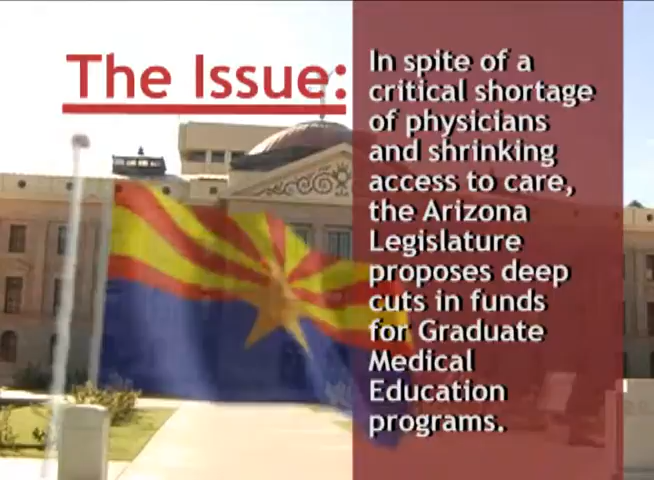 The Issue:
In spite of a
critical shortage
of physicians
and shrinking
access to care,
the Arizona
Legislature
proposes deep
cuts in funds
for Graduate
Medical
Education
programs.